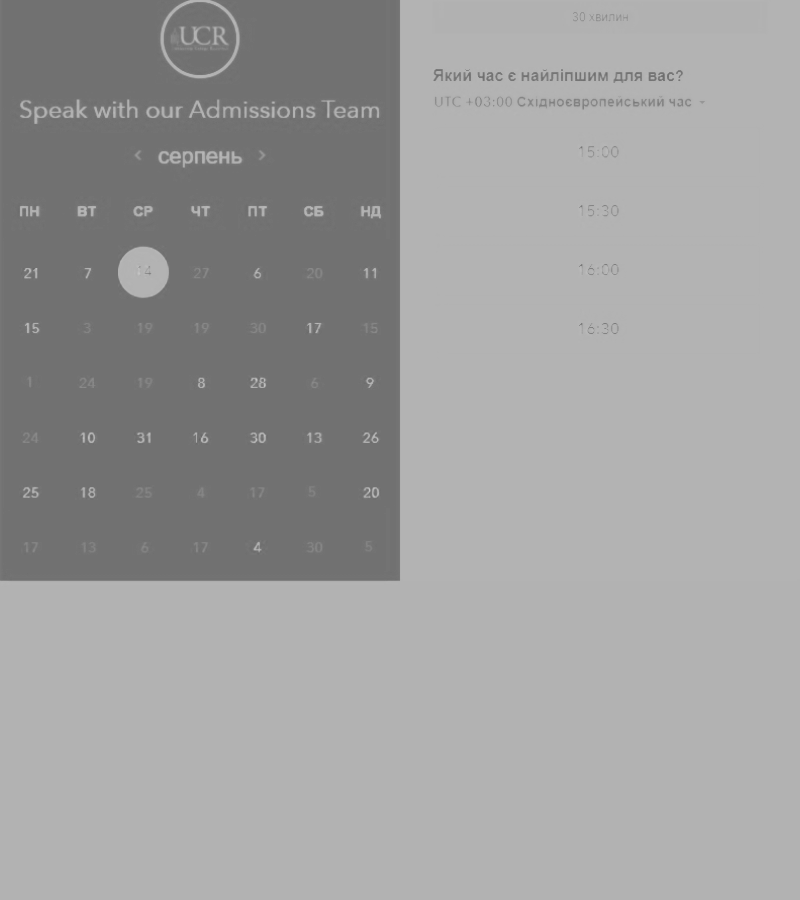 UCR
Speak with our Admissions Team
‹ серпень ›
ПН ВТ СР ЧТ ПТ СБ НД
21 7 14 27 6 20 11
15 3 19 19 30 17 15
1 24 19 8 28 6 9
24 10 31 16 30 13 26
25 18 25 4 17 5 20
17 13 6 17 4 30 5
30 хвилин
Який час є найліпшим для вас?
UTC +03:00 Східноєвропейський час
15:00
15:30
16:00
16:30